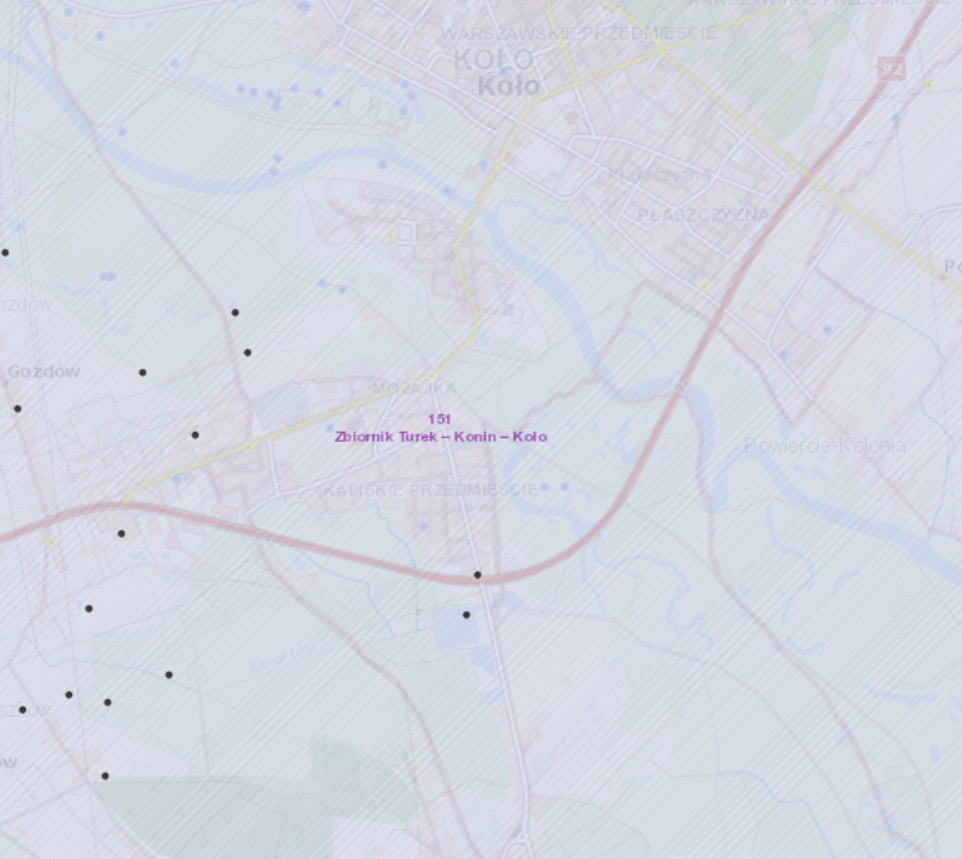 WARSZAWSKIE PRZEDMIEŚCIE
WARSZAWSKIE PRZEDMIEŚCIE
KOŁO
Koło
92
Płaszczyzna
PŁASZCZYZNA
Gozdów
MOZAJKA
151
Zbiornik Turek – Konin – Koło
Powiercie-Kolonia
KALISKIE PRZEDMIEŚCIE